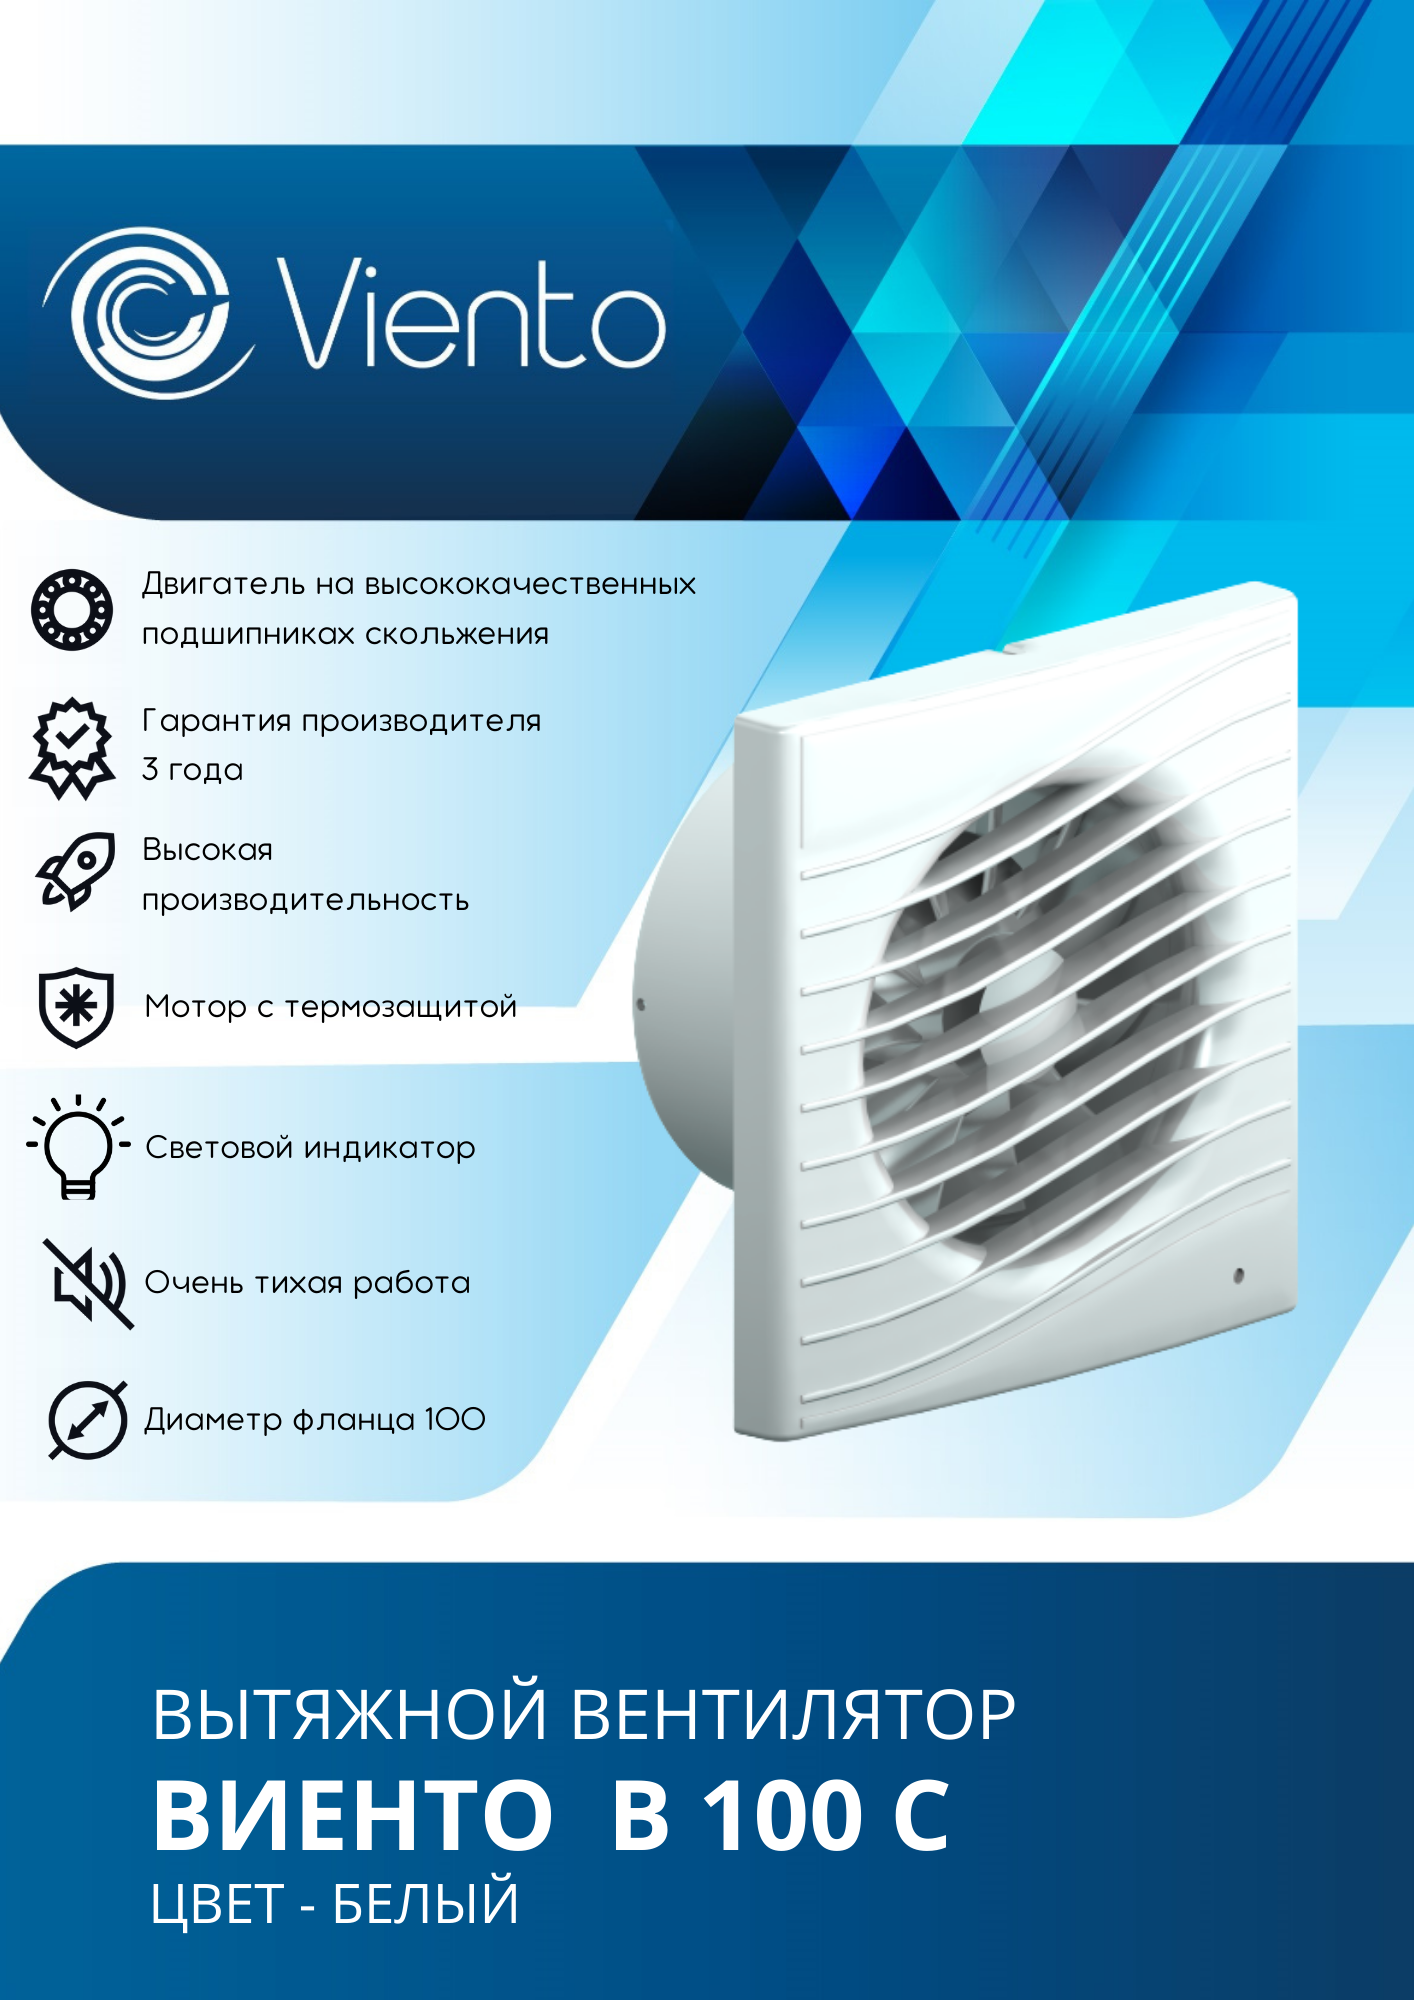 Viento
Двигатель на высококачественных
подшипниках скольжения
Гарантия производителя
3 года
Высокая
производительность
Мотор с термозащитой
Световой индикатор
Очень тихая работа
Диаметр фланца 100
ВЫТЯЖНОЙ ВЕНТИЛЯТОР
ВИЕНТО В 100 С
ЦВЕТ - БЕЛЫЙ